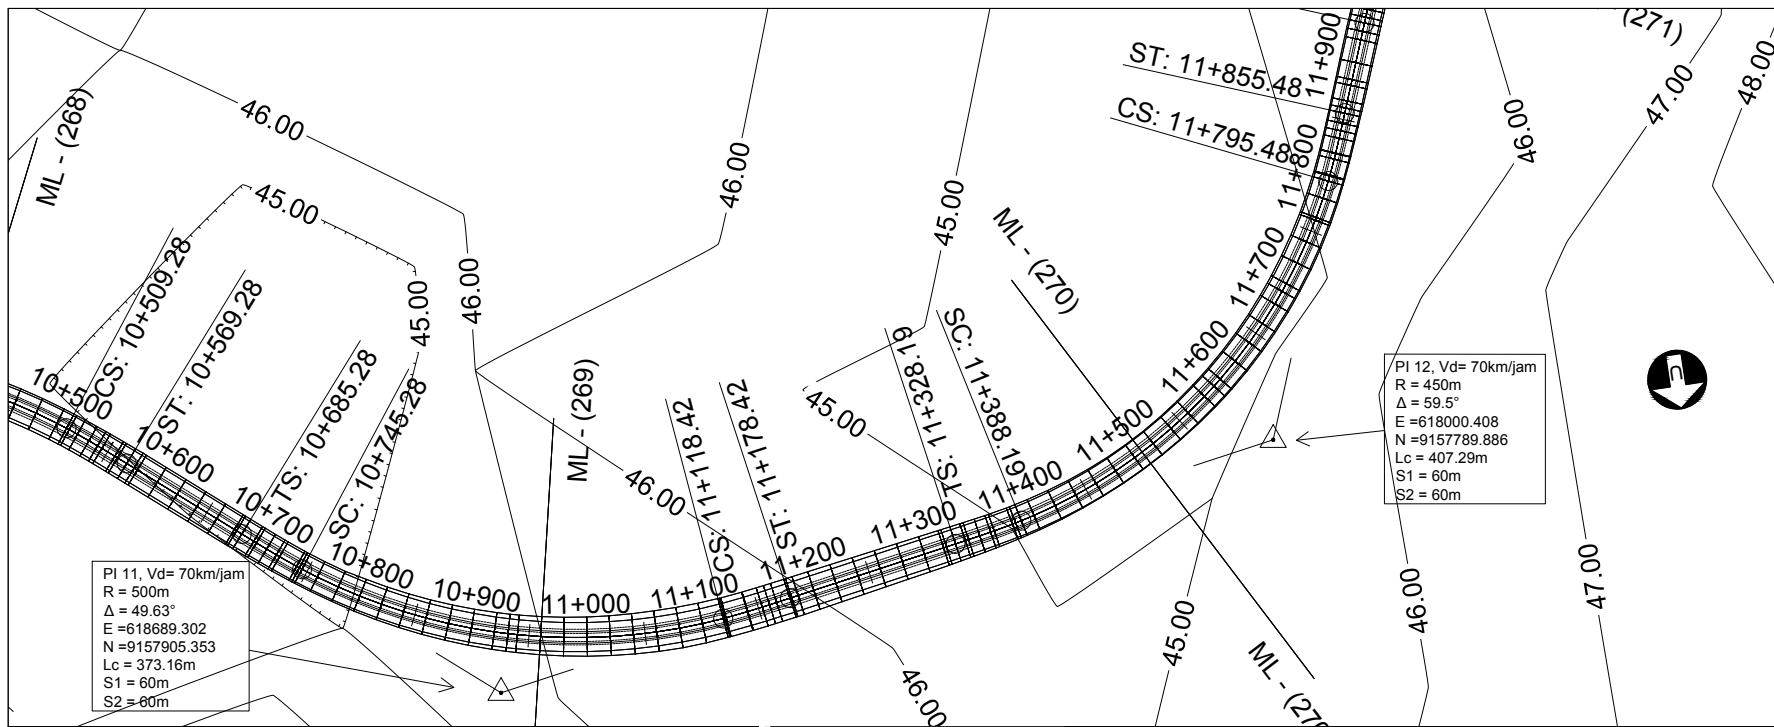 (271)
11+900
48.00
47.00
ST: 11+855.48
46.00
CS: 11+795.48
11+800
46.00
ML - (268)
46.00
45.00
45.00
ML - (270)
11+700
CS: 10+509.28
ST: 10+569.28
46.00
45.00
SC: 11+388.19
TS: 11+328.19
11+600
TS: 10+685.28
SC: 10+745.28
10+500
ML - (269)
45.00
11+500
CS: 11+118.42
ST: 11+178.42
46.00
11+400
10+600
11+300
10+700
11+200
10+800
10+900
11+000
11+100
PI 12, Vd= 70km/jam
R = 450m
Δ = 59.5°
E =618000.408
N =9157789.886
Lc = 407.29m
S1 = 60m
S2 = 60m
PI 11, Vd= 70km/jam
R = 500m
Δ = 49.63°
E =618689.302
N =9157905.353
Lc = 373.16m
S1 = 60m
S2 = 60m
47.00
46.00
45.00
ML - (270
46.00
U